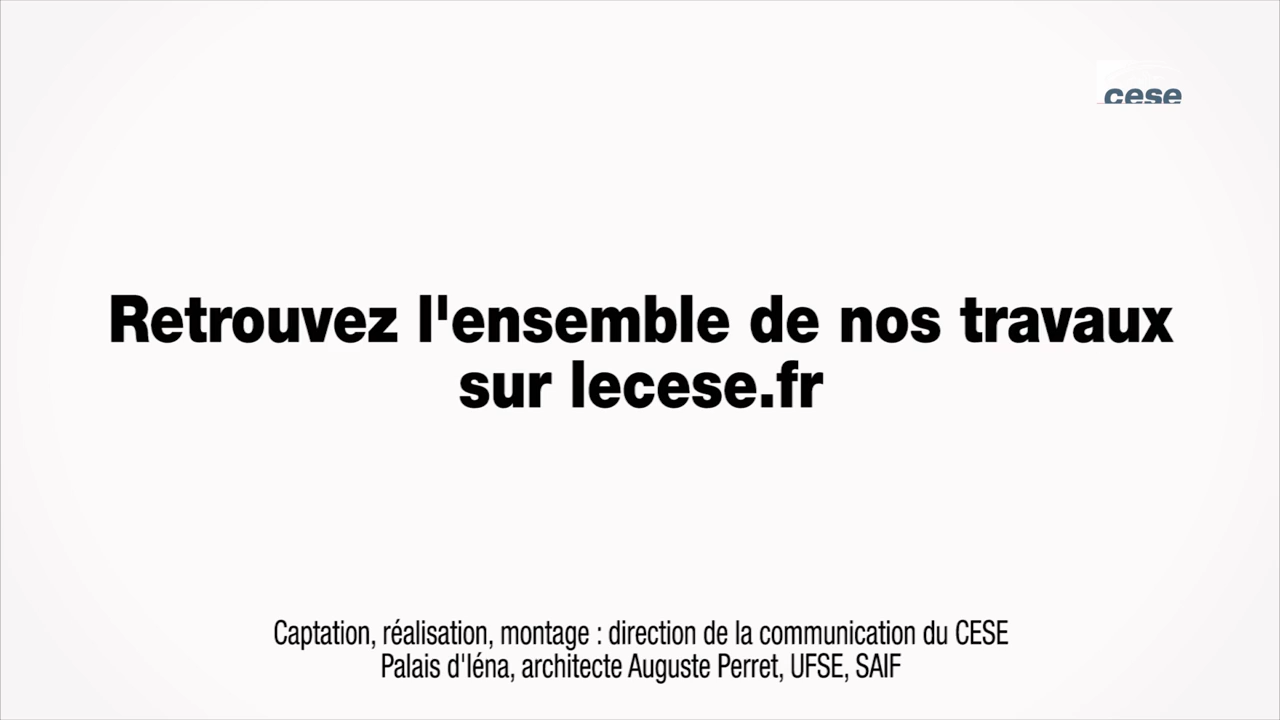 cese
Retrouvez l'ensemble de nos travaux
sur lecese.fr
Captation, réalisation, montage : direction de la communication du CESE
Palais d'Iéna, architecte Auguste Perret, UFSE, SAIF